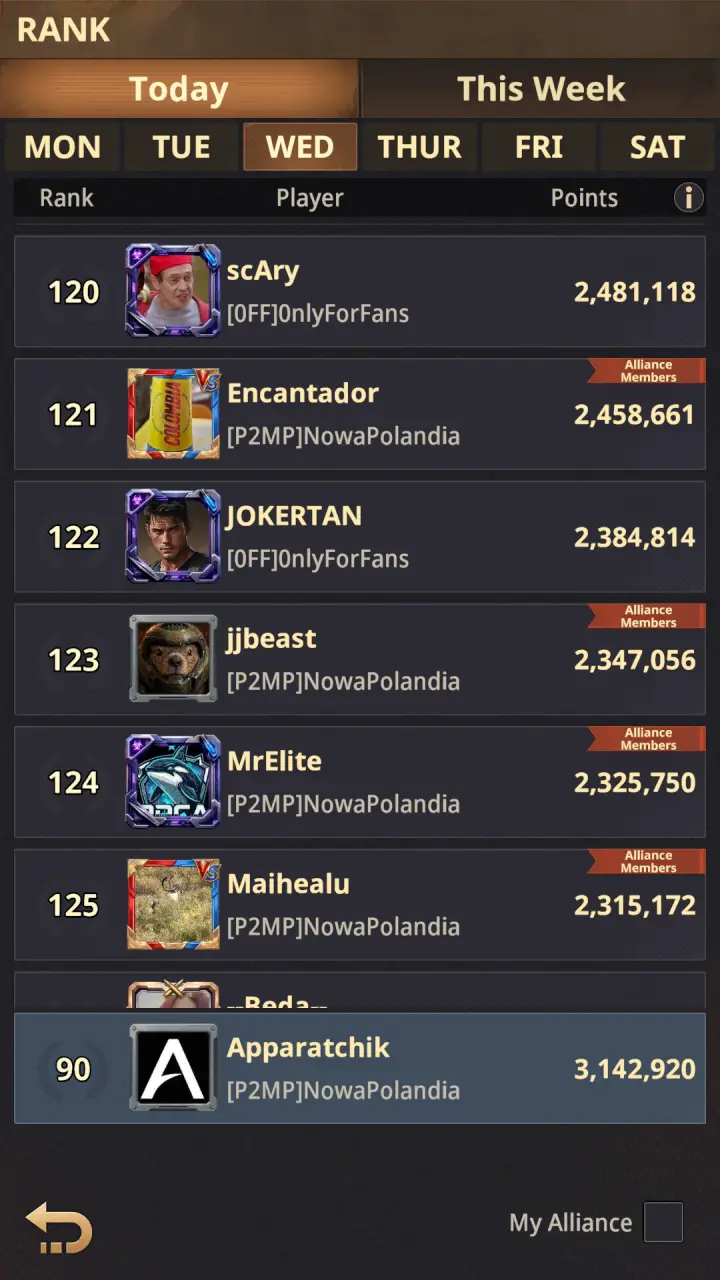 RANK
Today
This Week
MON
TUE
WED
THUR
FRI
SAT
Rank
Player
Points
120
scAry
[0FF]0nlyForFans
2,481,118
121
COLOMBIA
VS
Encantador
[P2MP]NowaPolandia
Alliance
Members
2,458,661
122
JOKERTAN
[0FF]0nlyForFans
2,384,814
123
jjbeast
[P2MP]NowaPolandia
Alliance
Members
2,347,056
124
MrElite
[P2MP]NowaPolandia
Alliance
Members
2,325,750
125
VS
Maihealu
[P2MP]NowaPolandia
Alliance
Members
2,315,172
--Beda--
90
A
Apparatchik
[P2MP]NowaPolandia
3,142,920
My Alliance